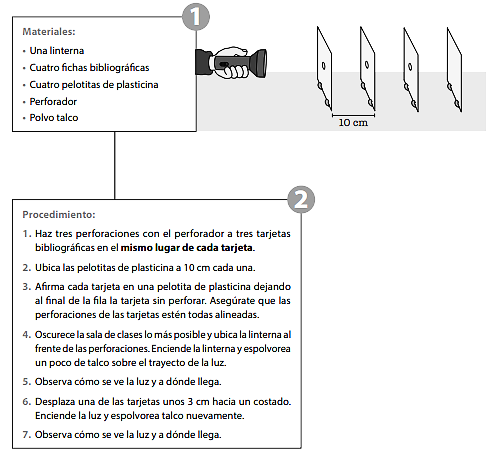 1
Materiales:
• Una linterna
• Cuatro fichas bibliográficas
• Cuatro pelotitas de plasticina
• Perforador
• Polvo talco
10 cm
2
Procedimiento:
1. Haz tres perforaciones con el perforador a tres tarjetas
bibliográficas en el mismo lugar de cada tarjeta.
2. Ubica las pelotitas de plasticina a 10 cm cada una.
3. Afirma cada tarjeta en una pelotita de plasticina dejando
al final de la fila la tarjeta sin perforar. Asegúrate que las
perforaciones de las tarjetas estén todas alineadas.
4. Oscurece la sala de clases lo más posible y ubica la linterna al
frente de las perforaciones. Enciende la linterna y espolvorea
un poco de talco sobre el trayecto de la luz.
5. Observa cómo se ve la luz y a dónde llega.
6. Desplaza una de las tarjetas unos 3 cm hacia un costado.
Enciende la luz y espolvorea talco nuevamente.
7. Observa cómo se ve la luz y a dónde llega.